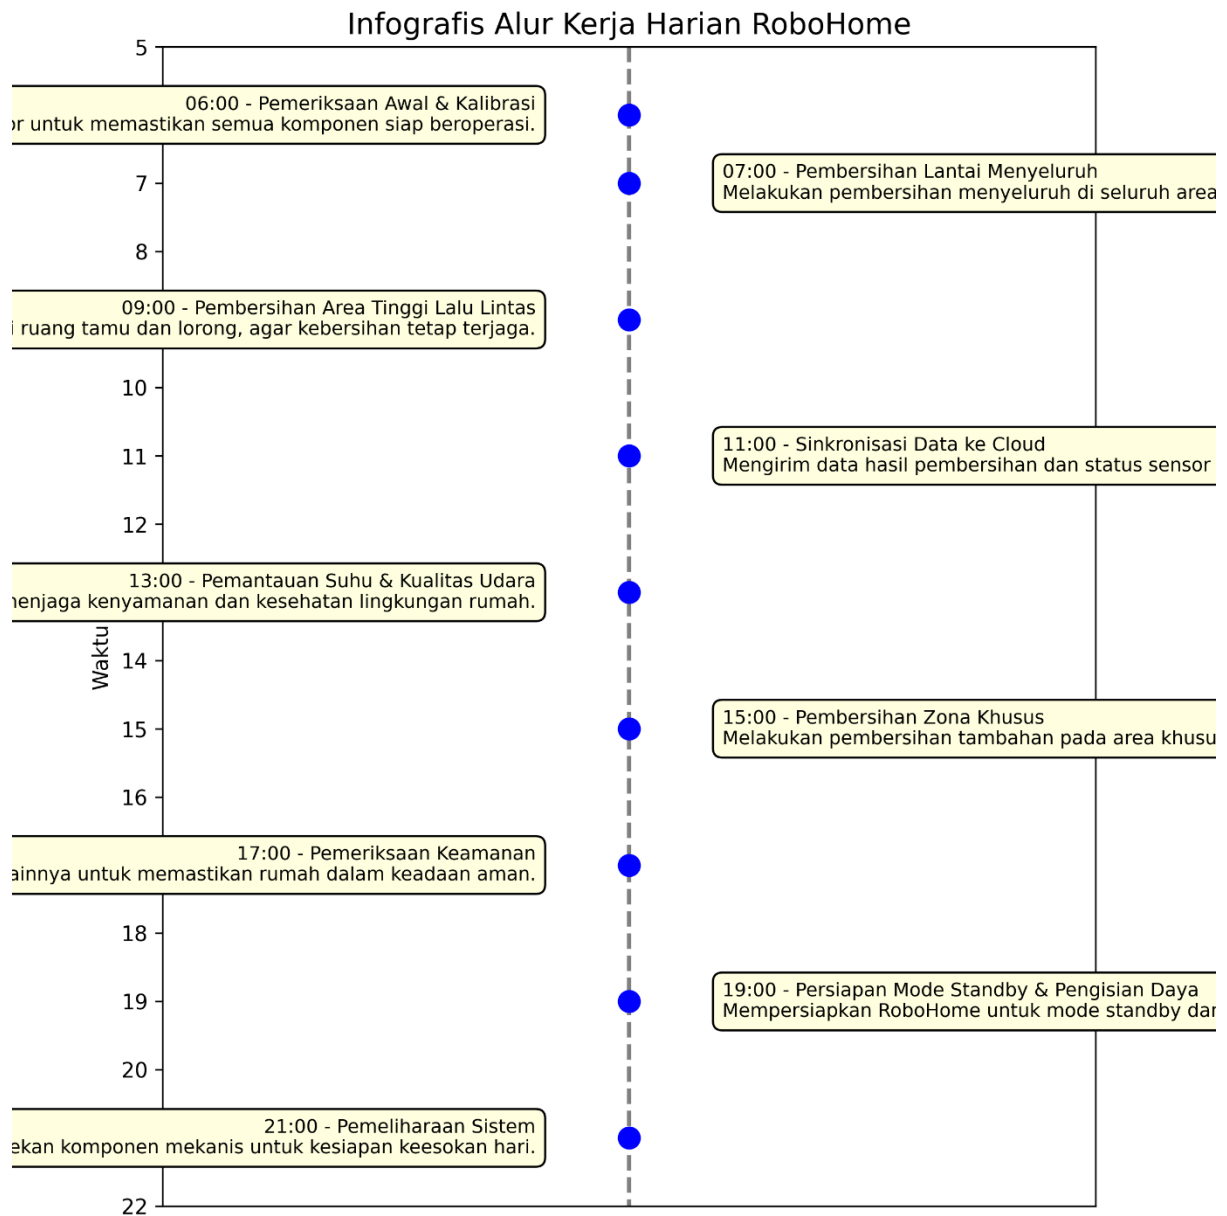 Infografis Alur Kerja Harian RoboHome
5
06:00 - Pemeriksaan Awal & Kalibrasi
untuk memastikan semua komponen siap beroperasi.
07:00 - Pembersihan Lantai Menyeluruh
Melakukan pembersihan menyeluruh di seluruh area
7
8
09:00 - Pembersihan Area Tinggi Lalu Lintas
ruang tamu dan lorong, agar kebersihan tetap terjaga.
10
11:00 - Sinkronisasi Data ke Cloud
Mengirim data hasil pembersihan dan status sensor
11
12
13:00 - Pemantauan Suhu & Kualitas Udara
menjaga kenyamanan dan kesehatan lingkungan rumah.
Waktu
14
15:00 - Pembersihan Zona Khusus
Melakukan pembersihan tambahan pada area khusu
15
16
17:00 - Pemeriksaan Keamanan
ainnya untuk memastikan rumah dalam keadaan aman.
18
19:00 - Persiapan Mode Standby & Pengisian Daya
Mempersiapkan RoboHome untuk mode standby dan
19
20
21:00 - Pemeliharaan Sistem
ekan komponen mekanis untuk kesiapan keesokan hari.
22